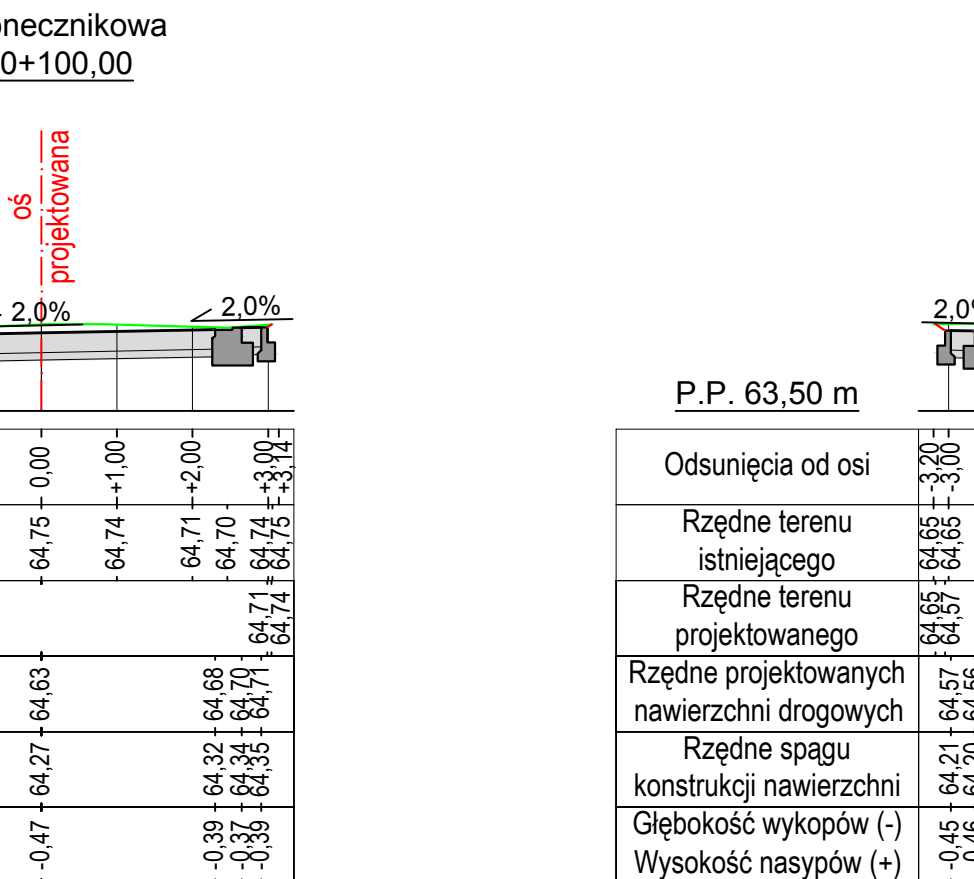 onecznikowa
0+100,00
oś
projektowana
2,0%
2,0%
0,00
+1,00
+2,00
+3,00
+3,14
64,75
64,74
64,71
64,70
64,74
64,75
64,71
64,74
64,63
64,68
64,70
64,71
64,27
64,32
64,34
64,35
-0,47
-0,39
-0,37
-0,39
P.P. 63,50 m
2,0%
Odsunięcia od osi
-3,20
-3,00
Rzędne terenu
istniejącego
64,65
64,65
Rzędne terenu
projektowanego
64,65
64,57
Rzędne projektowanych
nawierzchni drogowych
64,57
64,56
Rzędne spągu
konstrukcji nawierzchni
64,21
64,20
Głębokość wykopów (-)
Wysokość nasypów (+)
-0,45
-0,46